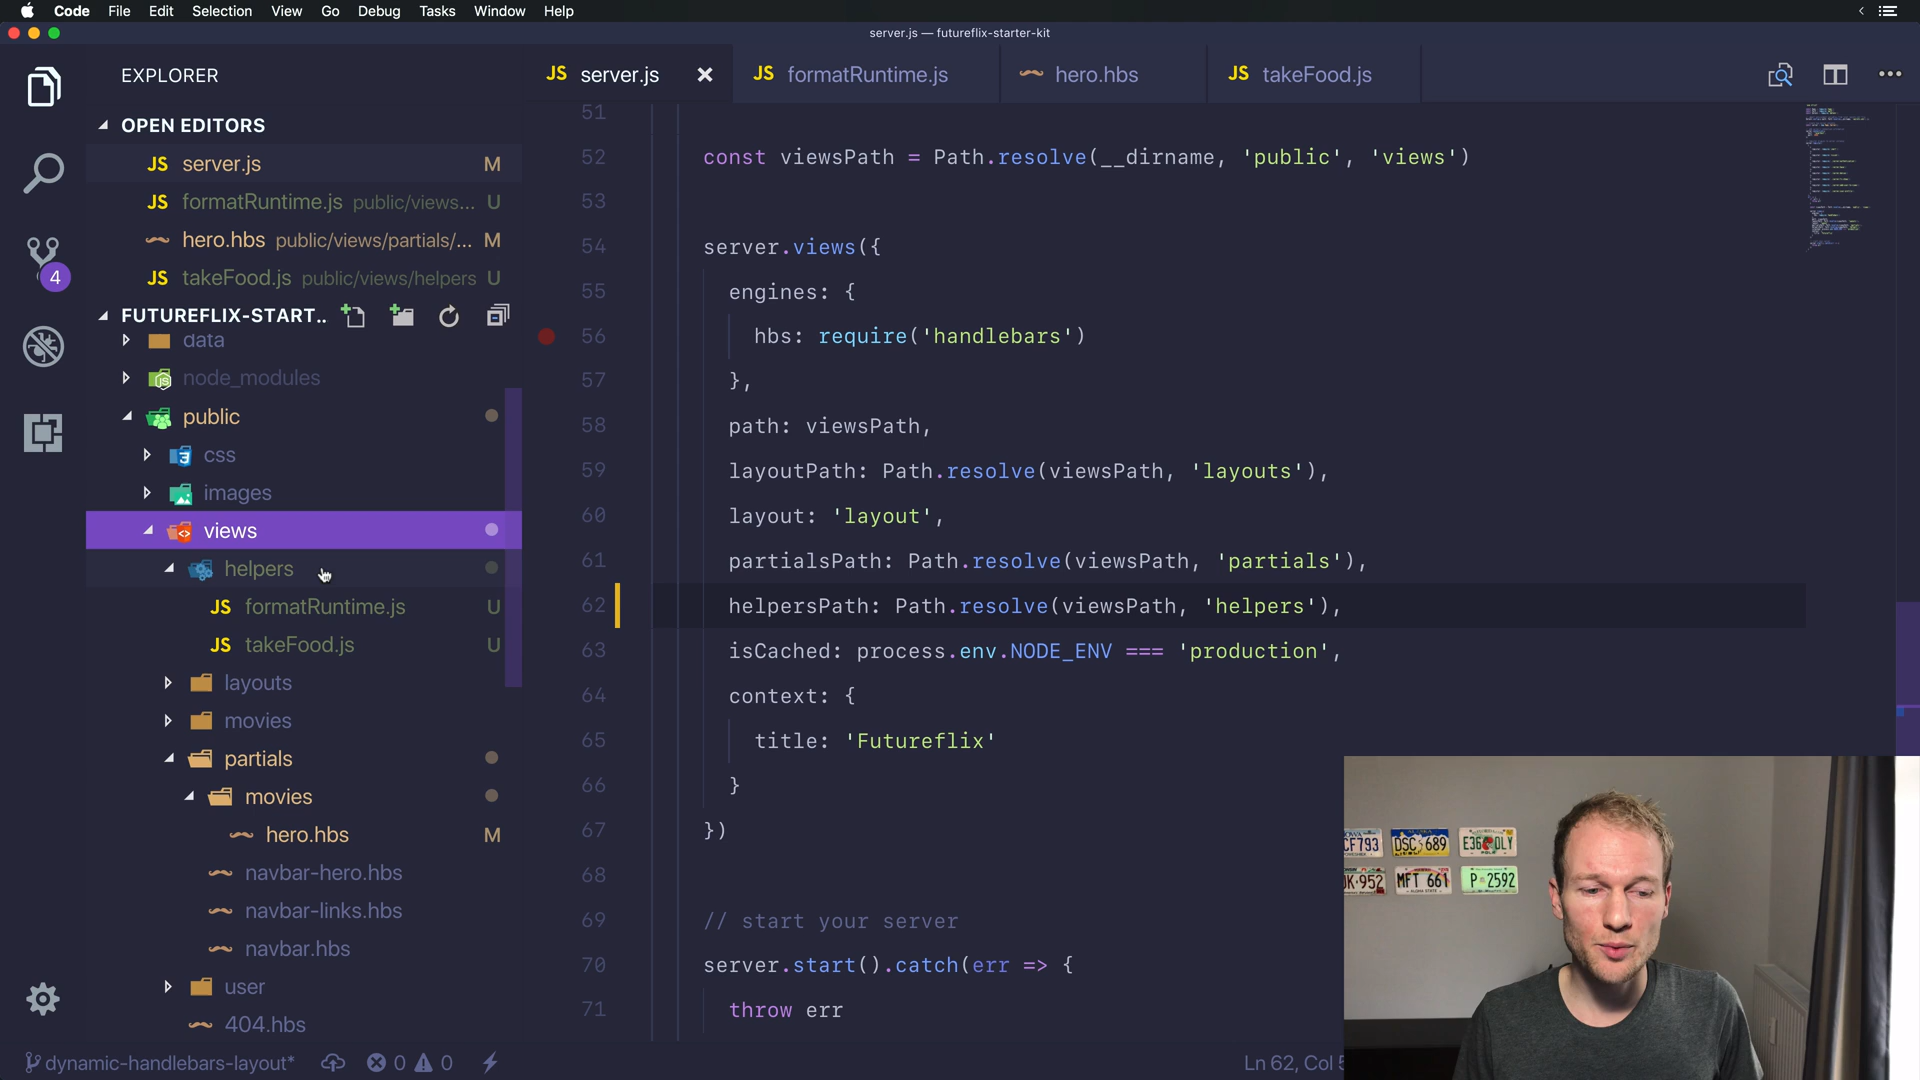 Code File Edit Selection View Go Debug Tasks Window Help
server.js — futureflix-starter-kit
EXPLORER
JS server.js
JS formatRuntime.js
hero.hbs
JS takeFood.js
OPEN EDITORS
JS server.js M
JS formatRuntime.js public/views... U
hero.hbs public/views/partials/... M
JS takeFood.js public/views/helpers U
4
FUTUREFLIX-START..
data
node_modules
public
css
images
views
helpers
JS formatRuntime.js U
JS takeFood.js U
layouts
movies
partials
movies
hero.hbs M
navbar-hero.hbs
navbar-links.hbs
navbar.hbs
user
404.hbs
51
52 const viewsPath = Path.resolve(__dirname, 'public', 'views')
53
54 server.views({
55 engines: {
56 hbs: require('handlebars')
57 },
58 path: viewsPath,
59 layoutPath: Path.resolve(viewsPath, 'layouts'),
60 layout: 'layout',
61 partialsPath: Path.resolve(viewsPath, 'partials'),
62 helpersPath: Path.resolve(viewsPath, 'helpers'),
63 isCached: process.env.NODE_ENV === 'production',
64 context: {
65 title: 'Futureflix'
66 }
67 })
68
69 // start your server
70 server.start().catch(err => {
71 throw err
CF793 DSC 689
MFT 661 P 2592
dynamic-handlebars-layout* 0 0
Ln 62, Col